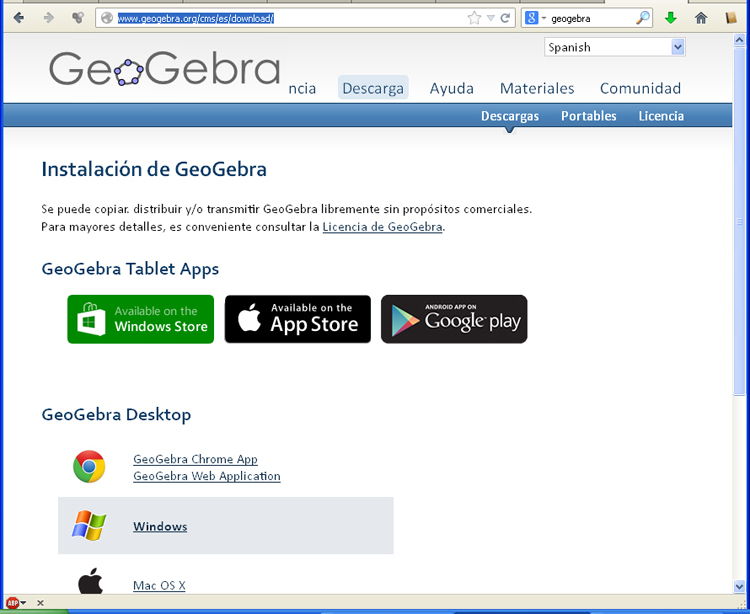 www.geogebra.org/cms/es/download/
geogebra
Spanish
GeoGebra
ncia Descarga Ayuda Materiales Comunidad
Descargas Portables Licencia
Instalación de GeoGebra
Se puede copiar. distribuir y/o transmitir GeoGebra libremente sin propósitos comerciales.
Para mayores detalles, es conveniente consultar la Licencia de GeoGebra.
GeoGebra Tablet Apps
Available on the
Windows Store
Available on the
App Store
ANDROID APP ON
Google play
GeoGebra Desktop
GeoGebra Chrome App
GeoGebra Web Application
Windows
Mac OS X
ABP